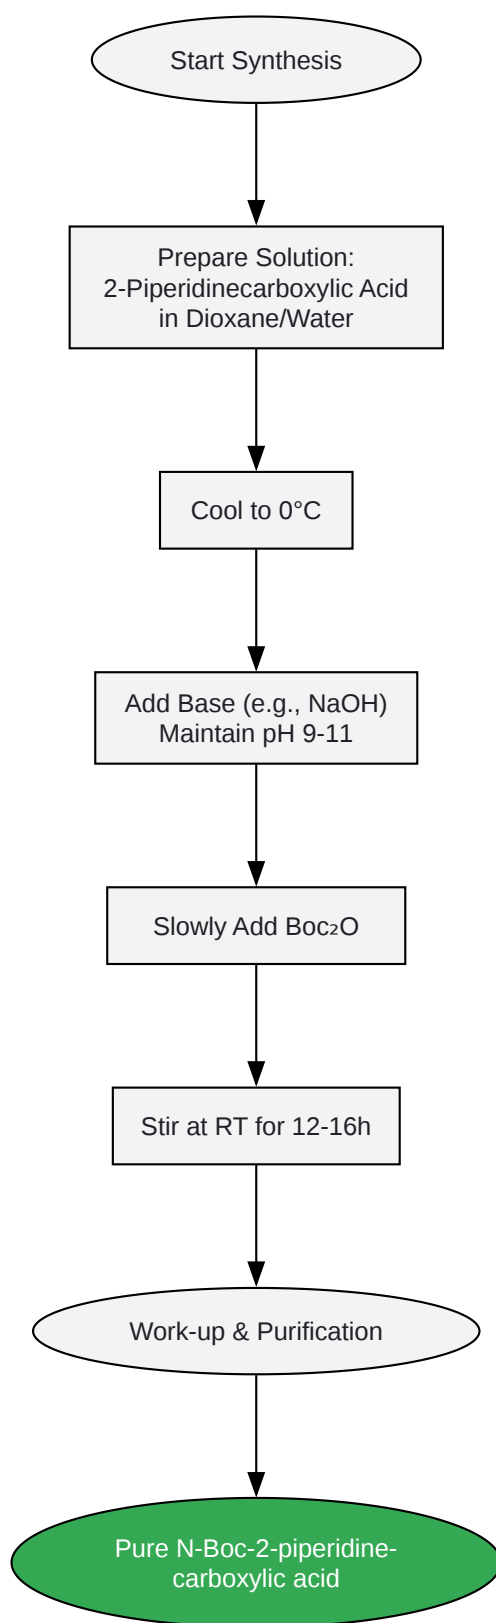 Start Synthesis
Prepare Solution:
2-Piperidinecarboxylic Acid
in Dioxane/Water
Cool to 0°C
Add Base (e.g., NaOH)
Maintain pH 9-11
Slowly Add Boc₂O
Stir at RT for 12-16h
Work-up & Purification
Pure N-Boc-2-piperidine-
carboxylic acid